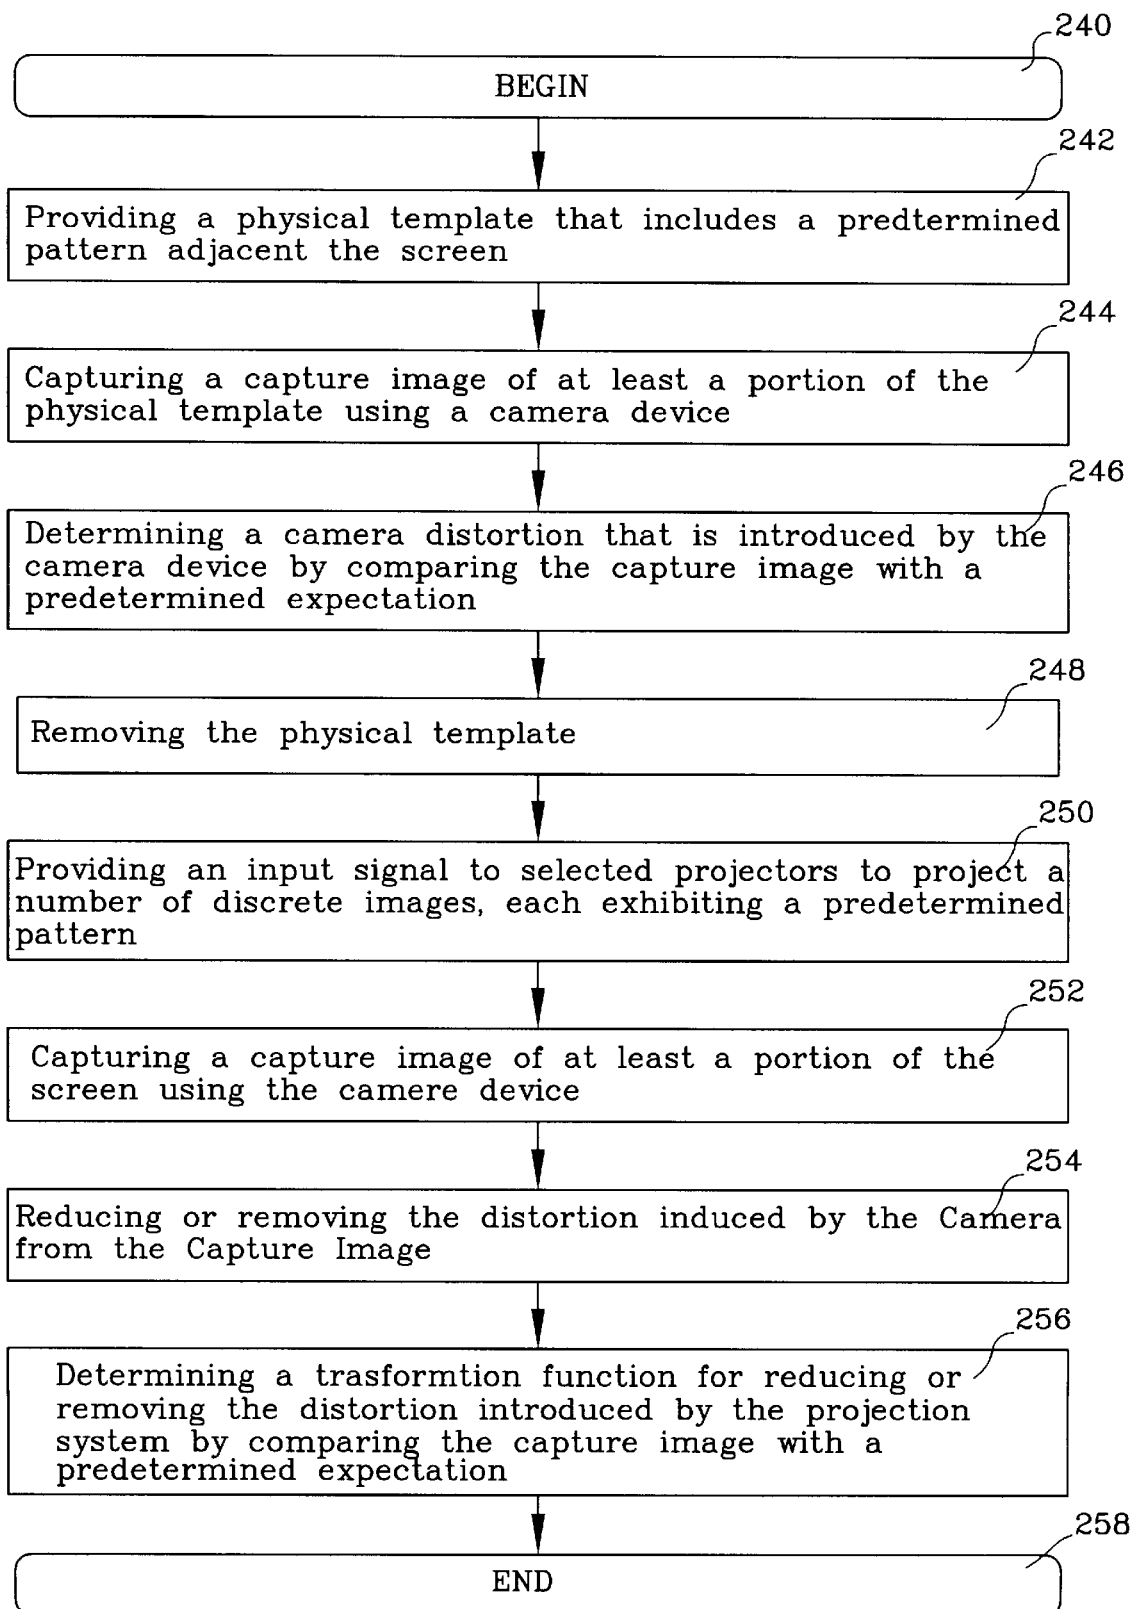 240
BEGIN
242
Providing a physical template that includes a predtermined
pattern adjacent the screen
244
Capturing a capture image of at least a portion of the
physical template using a camera device
246
Determining a camera distortion that is introduced by the
camera device by comparing the capture image with a
predetermined expectation
248
Removing the physical template
250
Providing an input signal to selected projectors to project a
number of discrete images, each exhibiting a predetermined
pattern
252
Capturing a capture image of at least a portion of the
screen using the camere device
254
Reducing or removing the distortion induced by the Camera
from the Capture Image
256
Determining a trasformtion function for reducing or
removing the distortion introduced by the projection
system by comparing the capture image with a
predetermined expectation
258
END